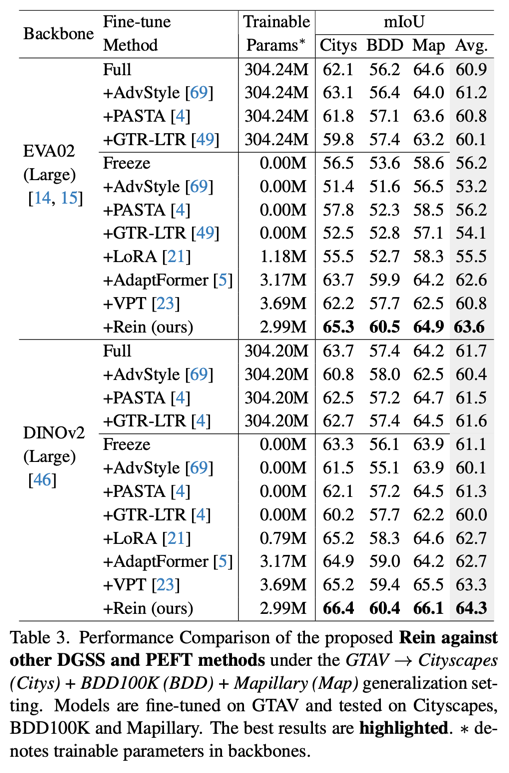 Backbone Fine-tune Method Trainable Params* mIoU
Citys BDD Map Avg.
EVA02 (Large) [14, 15]
Full 304.24M 62.1 56.2 64.6 60.9
+AdvStyle [69] 304.24M 63.1 56.4 64.0 61.2
+PASTA [4] 304.24M 61.8 57.1 63.6 60.8
+GTR-LTR [49] 304.24M 59.8 57.4 63.2 60.1
Freeze 0.00M 56.5 53.6 58.6 56.2
+AdvStyle [69] 0.00M 51.4 51.6 56.5 53.2
+PASTA [4] 0.00M 57.8 52.3 58.5 56.2
+GTR-LTR [49] 0.00M 52.5 52.8 57.1 54.1
+LoRA [21] 1.18M 55.5 52.7 58.3 55.5
+AdaptFormer [5] 3.17M 63.7 59.9 64.2 62.6
+VPT [23] 3.69M 62.2 57.7 62.5 60.8
+Rein (ours) 2.99M 65.3 60.5 64.9 63.6
DINOv2 (Large) [46]
Full 304.20M 63.7 57.4 64.2 61.7
+AdvStyle [69] 304.20M 60.8 58.0 62.5 60.4
+PASTA [4] 304.20M 62.5 57.2 64.7 61.5
+GTR-LTR [4] 304.20M 62.7 57.4 64.5 61.6
Freeze 0.00M 63.3 56.1 63.9 61.1
+AdvStyle [69] 0.00M 61.5 55.1 63.9 60.1
+PASTA [4] 0.00M 62.1 57.2 64.5 61.3
+GTR-LTR [4] 0.00M 60.2 57.7 62.2 60.0
+LoRA [21] 0.79M 65.2 58.3 64.6 62.7
+AdaptFormer [5] 3.17M 64.9 59.0 64.2 62.7
+VPT [23] 3.69M 65.2 59.4 65.5 63.3
+Rein (ours) 2.99M 66.4 60.4 66.1 64.3
Table 3. Performance Comparison of the proposed Rein against
other DGSS and PEFT methods under the GTAV → Cityscapes
(Citys) + BDD100K (BDD) + Mapillary (Map) generalization set-
ting. Models are fine-tuned on GTAV and tested on Cityscapes,
BDD100K and Mapillary. The best results are highlighted. * de-
notes trainable parameters in backbones.